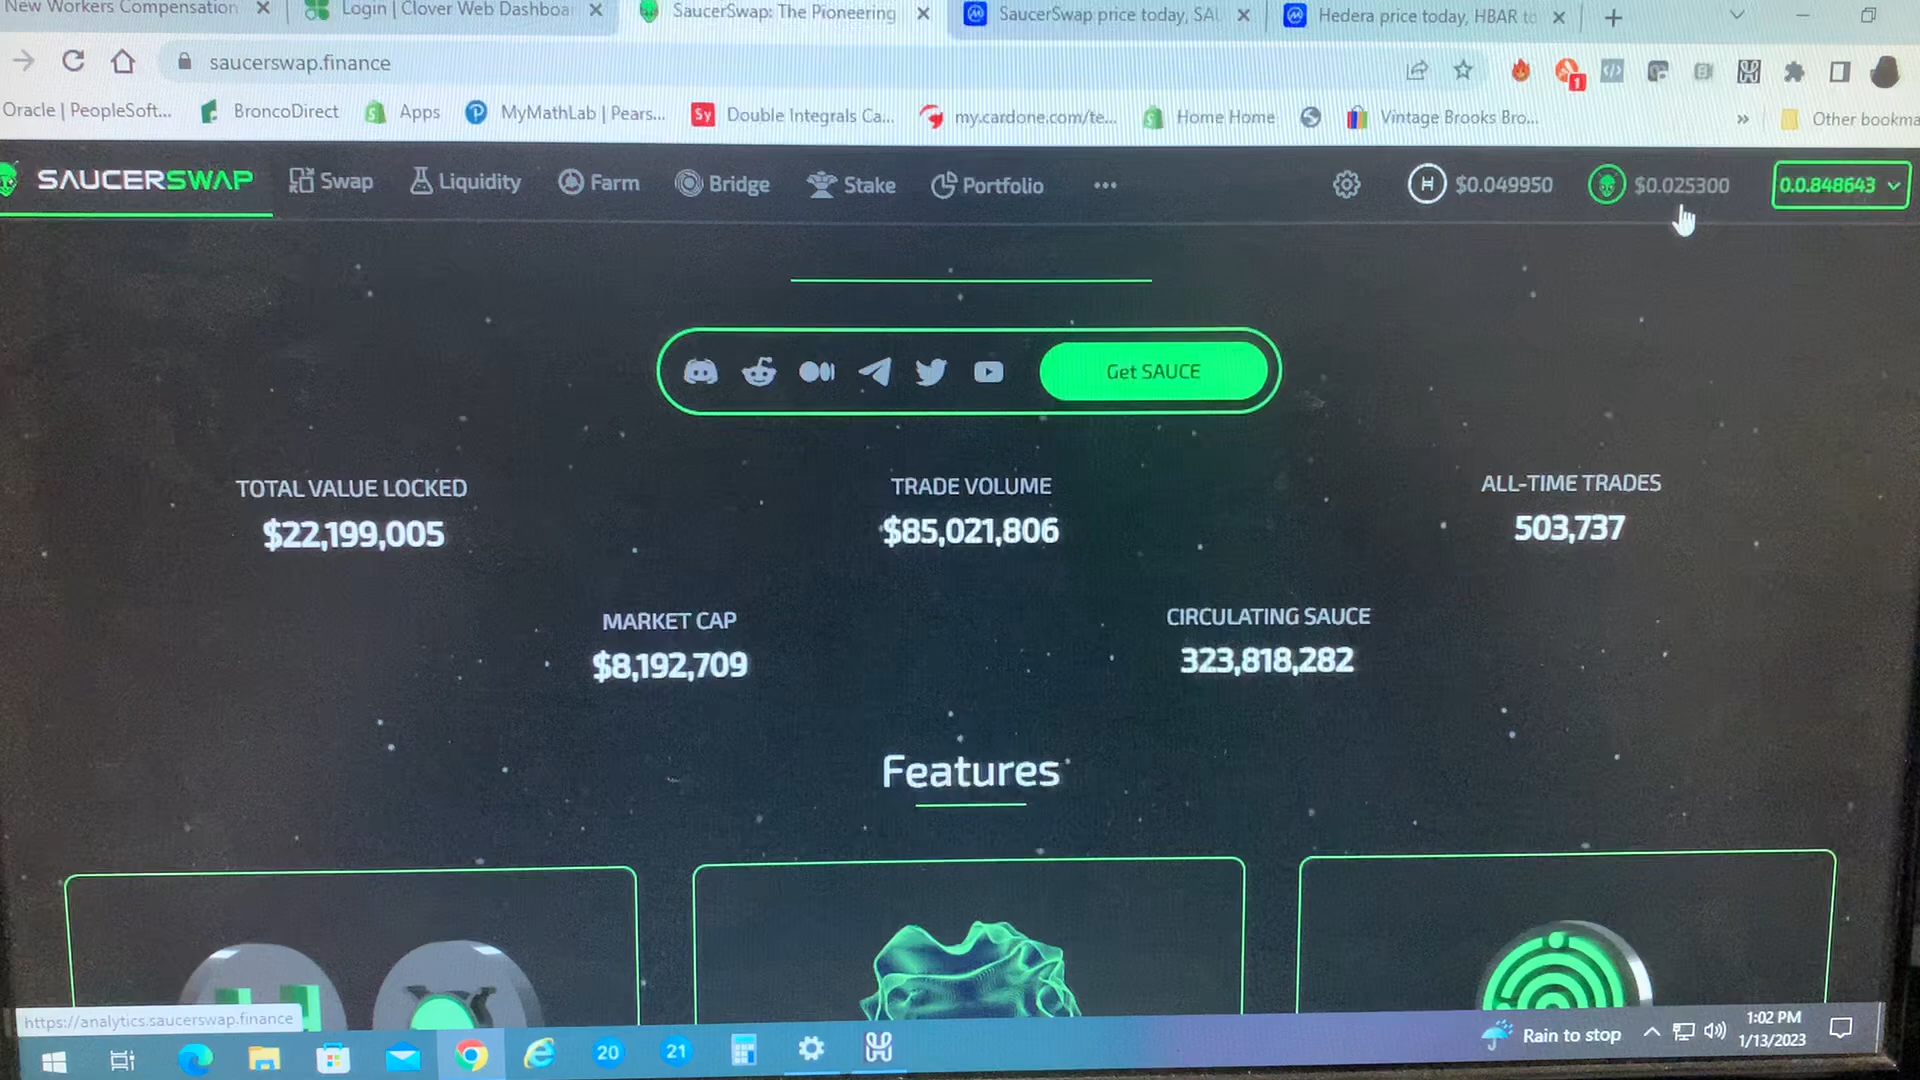 New Workers Compensation
Login | Clover Web Dashboar
SaucerSwap: The Pioneering
SaucerSwap price today, SAU
Hedera price today, HBAR to
saucerswap.finance
1
Oracle | PeopleSoft...
BroncoDirect
Apps
MyMathLab | Pears...
Sy
Double Integrals Ca...
my.cardone.com/te...
Home Home
Vintage Brooks Bro...
Other bookma
SAUCERSWAP
Swap
Liquidity
Farm
Bridge
Stake
Portfolio
H
$0.049950
$0.025300
0.0.848643
Get SAUCE
TOTAL VALUE LOCKED
$22,199,005
TRADE VOLUME
$85,021,806
ALL-TIME TRADES
503,737
MARKET CAP
$8,192,709
CIRCULATING SAUCE
323,818,282
Features
https://analytics.saucerswap.finance
20
21
Rain to stop
1:02 PM
1/13/2023